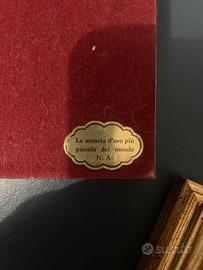 La moneta d'oro più
piccola del mondo
N. A.
subito